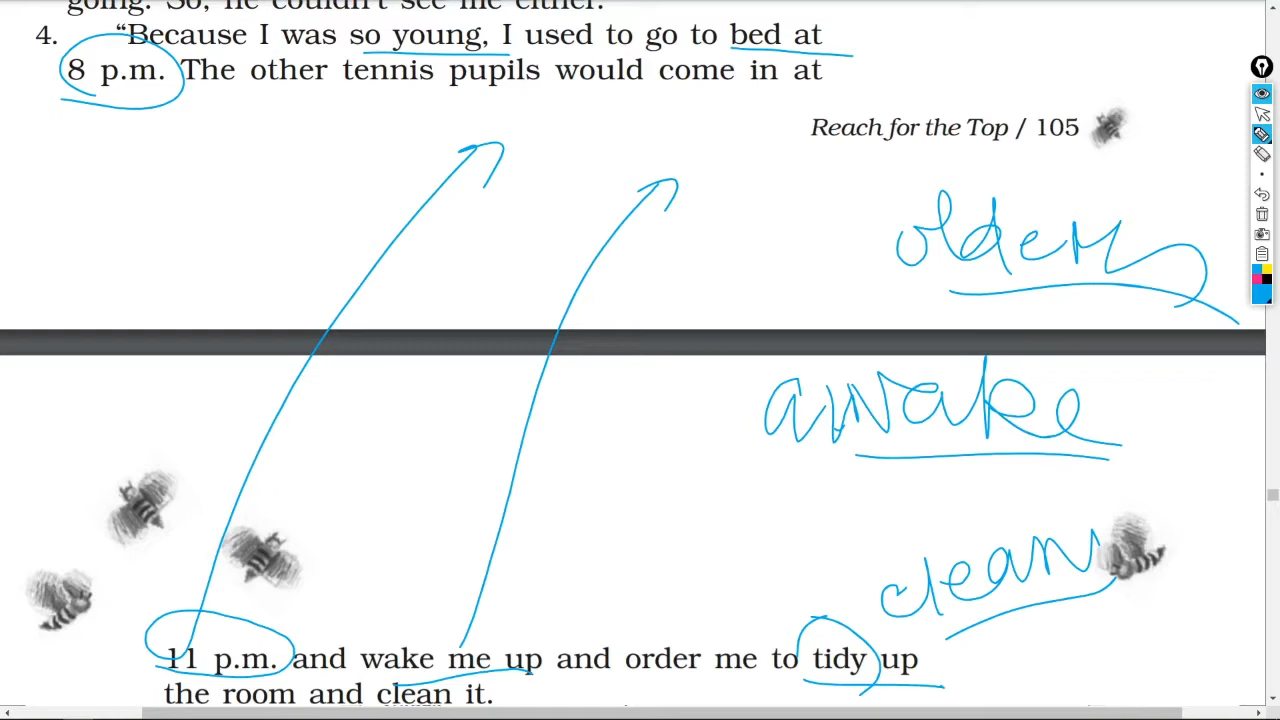 going. So, he couldn't see me either.
4. "Because I was so young, I used to go to bed at
8 p.m. The other tennis pupils would come in at
Reach for the Top / 105
older
awake
clean
11 p.m. and wake me up and order me to tidy up
the room and clean it.